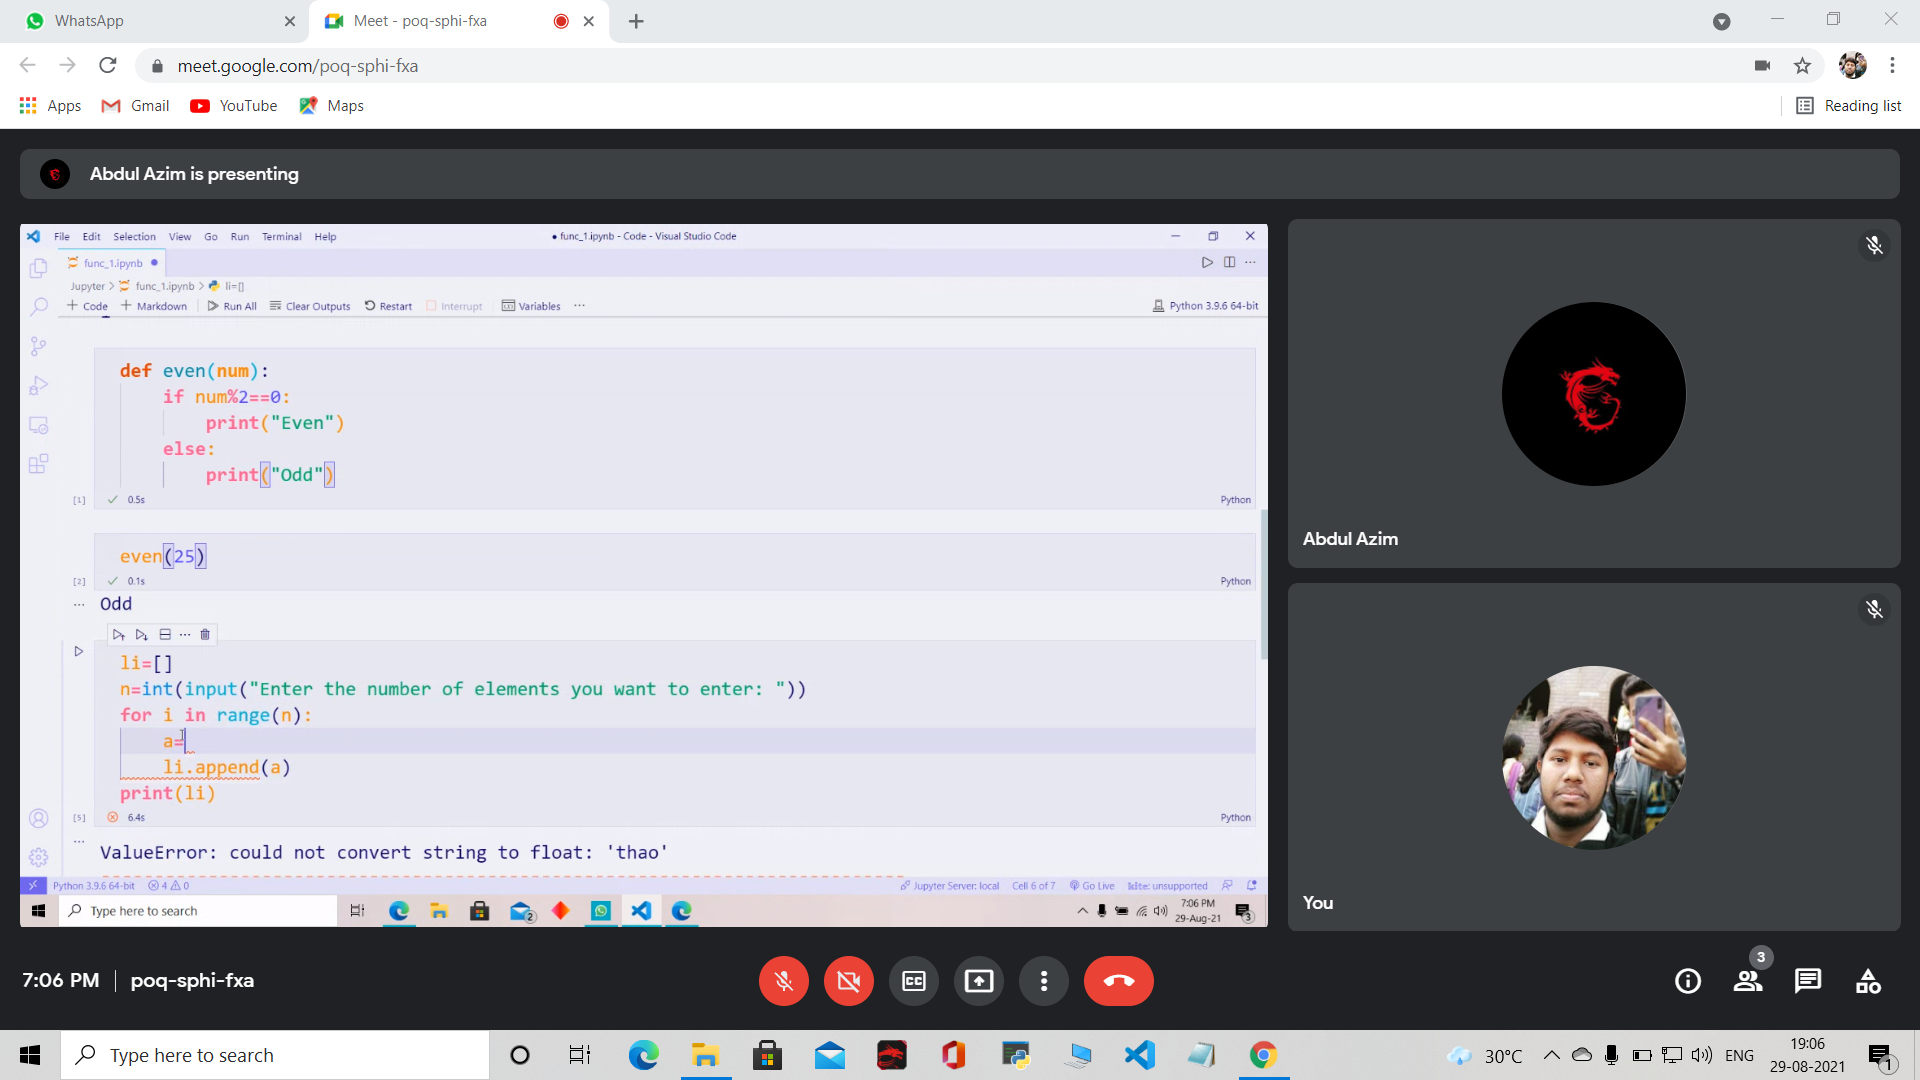 WhatsApp
Meet - poq-sphi-fxa
meet.google.com/poq-sphi-fxa
Apps
Gmail
YouTube
Maps
Reading list
Abdul Azim is presenting
File Edit Selection View Go Run Terminal Help
● func_1.ipynb - Code - Visual Studio Code
func_1.ipynb ●
Jupyter > func_1.ipynb > li=[]
+ Code + Markdown Run All Clear Outputs Restart Interrupt Variables ...
Python 3.9.6 64-bit
def even(num):
if num%2==0:
print("Even")
else:
print("Odd")
[1] ✓ 0.5s
Python
even(25)
[2] ✓ 0.1s
Python
... Odd
li=[]
n=int(input("Enter the number of elements you want to enter: "))
for i in range(n):
a=
li.append(a)
print(li)
[5] 6.4s
Python
... ValueError: could not convert string to float: 'thao'
Python 3.9.6 64-bit 4 0
Jupyter Server: local Cell 6 of 7 Go Live kite: unsupported
Type here to search
2
7:06 PM
29-Aug-21
3
Abdul Azim
You
7:06 PM | poq-sphi-fxa
CC
3
Type here to search
30°C
ENG
19:06
29-08-2021
1